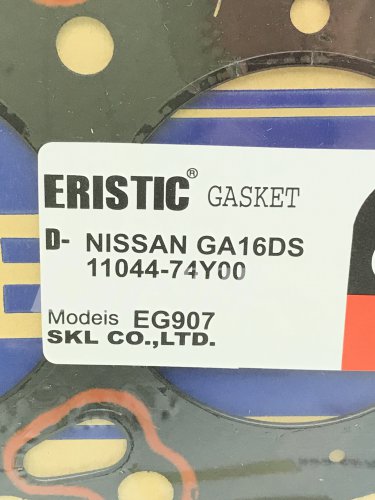 ERISTIC® GASKET
D- NISSAN GA16DS
11044-74Y00
Modeis EG907
SKL CO.,LTD.